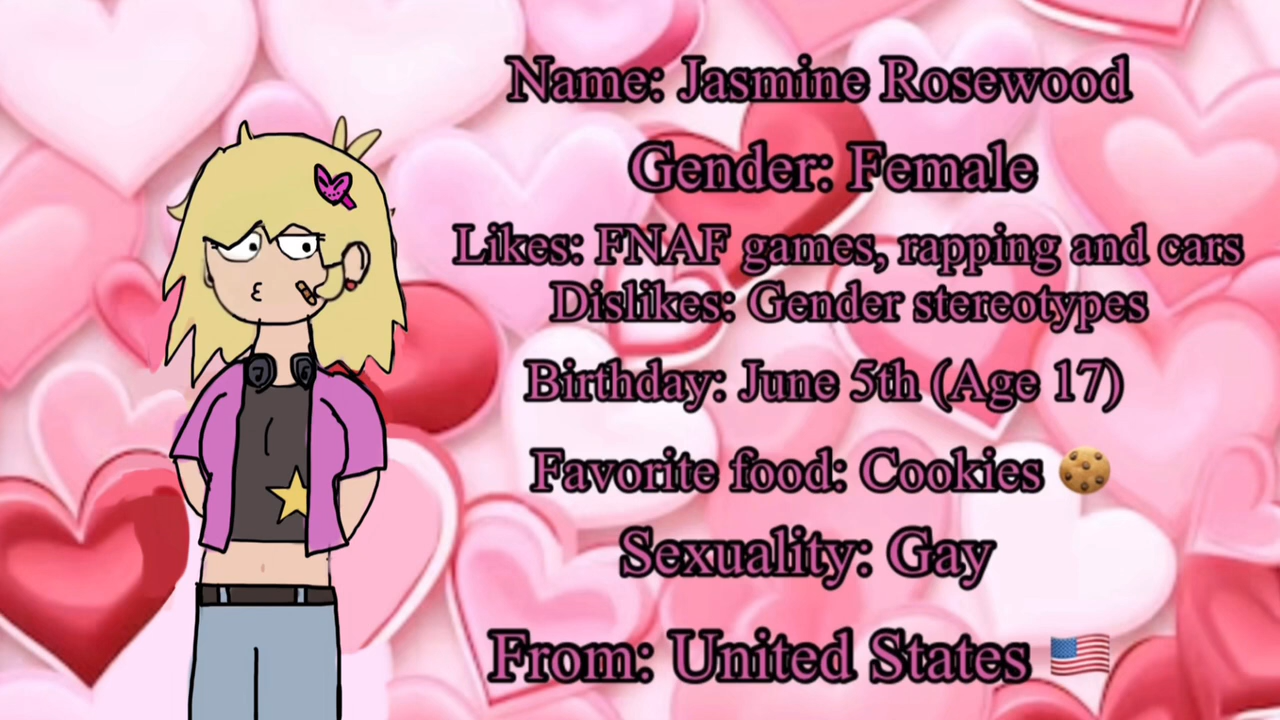 Name: Jasmine Rosewood
Gender: Female
Likes: FNAF games, rapping and cars
Dislikes: Gender stereotypes
Birthday: June 5th (Age 17)
Favorite food: Cookies 🍪
Sexuality: Gay
From: United States 🇺🇸